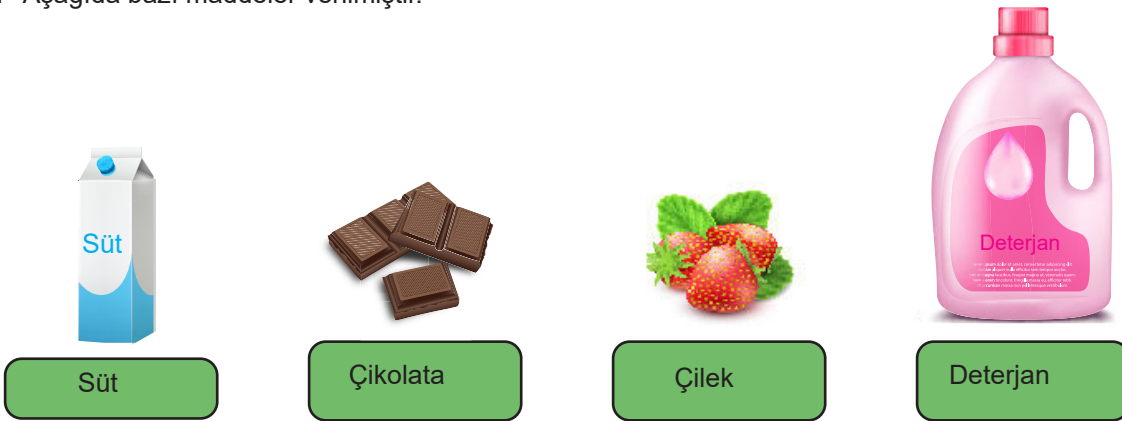 Aşağıda bazı maddeler verilmiştir.
Süt
Deterjan
Süt
Çikolata
Çilek
Deterjan